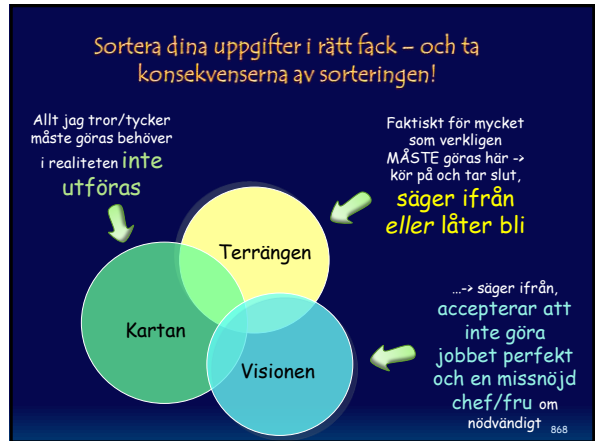 Sortera dina uppgifter i rätt fack – och ta
konsekvenserna av sorteringen!
Allt jag tror/tycker
måste göras behöver
i realiteten inte
utföras
Faktiskt för mycket
som verkligen
MÅSTE göras här ->
kör på och tar slut,
säger ifrån
eller låter bli
Terrängen
Kartan
Visionen
…-> säger ifrån,
accepterar att
inte göra
jobbet perfekt
och en missnöjd
chef/fru om
nödvändigt
868